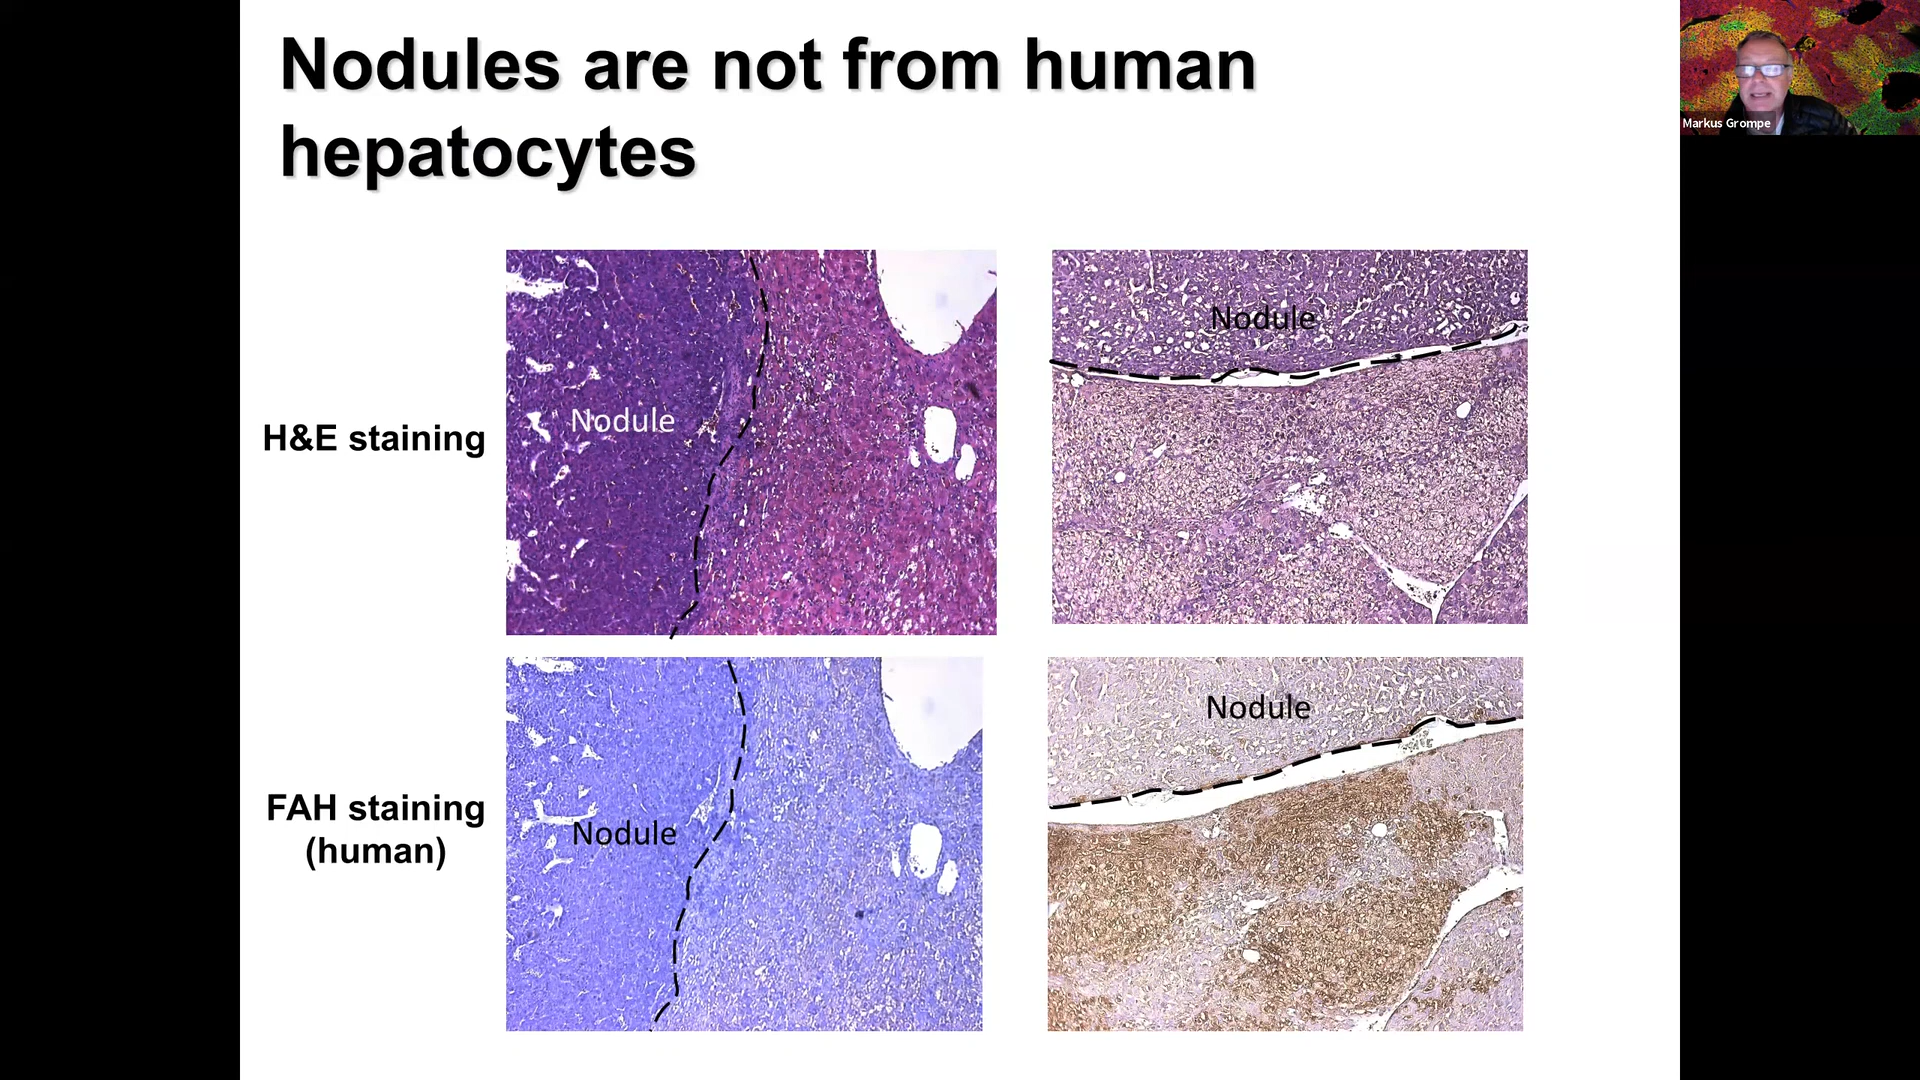 Nodules are not from human
hepatocytes
Markus Grompe
H&E staining
Nodule
Nodule
FAH staining
(human)
Nodule
Nodule